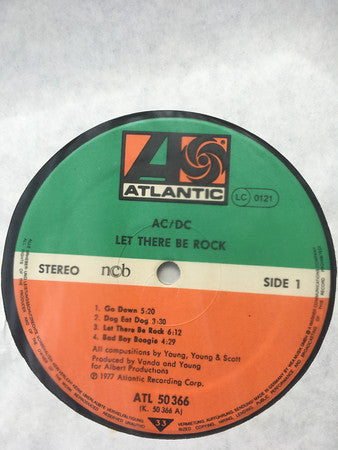 ATLANTIC
LC 0121
AC/DC
LET THERE BE ROCK
STEREO ncb SIDE 1
1. Go Down 5:20
2. Dog Eat Dog 3:30
3. Let There Be Rock 6:12
4. Bad Boy Boogie 4:29
All compositions by Young, Young & Scott
Produced by Vanda and Young
for Albert Productions
℗ 1977 Atlantic Recording Corp.
ATL 50 366
(K. 50 366 A)
33